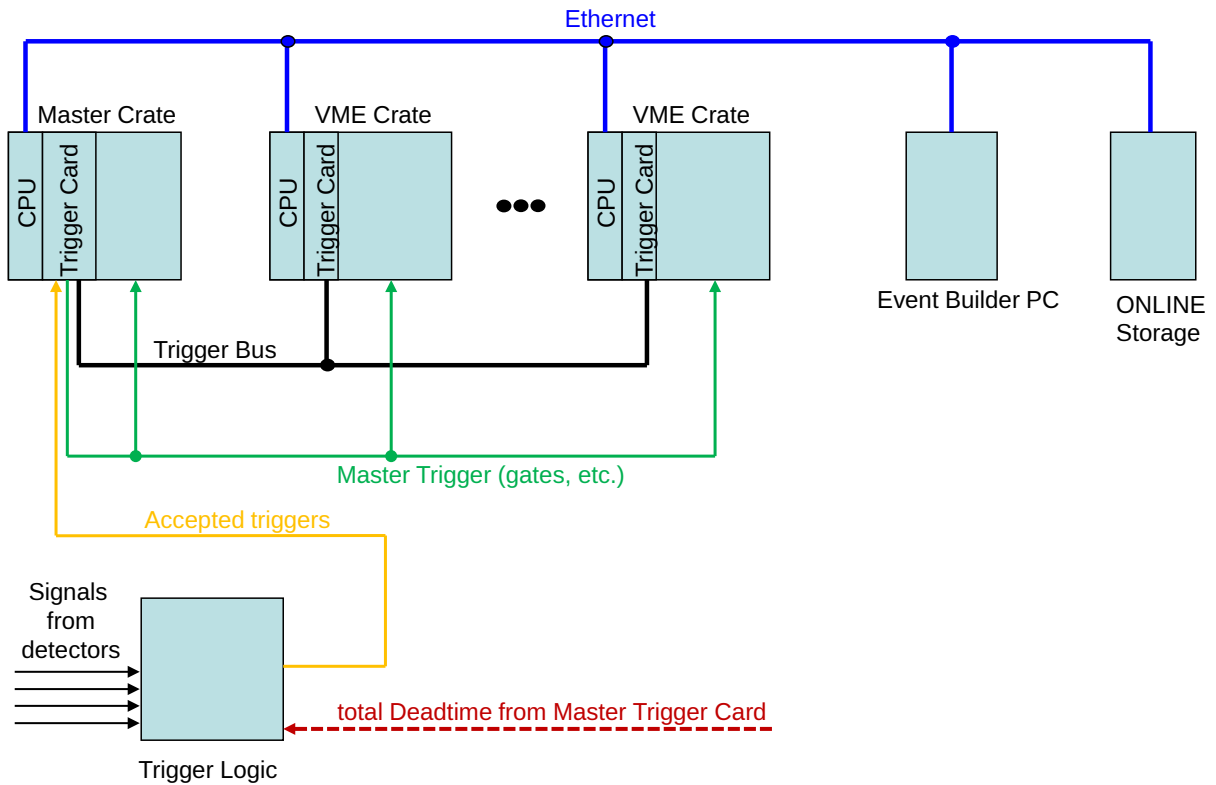 Ethernet
Master Crate
VME Crate
VME Crate
CPU
Trigger Card
CPU
Trigger Card
CPU
Trigger Card
Event Builder PC
ONLINE
Storage
Trigger Bus
Master Trigger (gates, etc.)
Accepted triggers
Signals
from
detectors
total Deadtime from Master Trigger Card
Trigger Logic